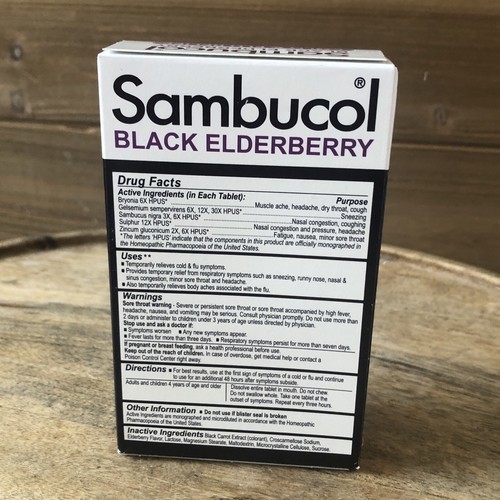 Sambucol®
BLACK ELDERBERRY
Drug Facts
Active Ingredients (in Each Tablet): Purpose
Bryonia 6X HPUS* Muscle ache, headache, dry throat, cough
Gelsemium sempervirens 6X, 12X, 30X HPUS* Sneezing
Sambucus nigra 3X, 6X HPUS* Nasal congestion, coughing
Sulphur 12X HPUS* Nasal congestion and pressure, headache
Zincum gluconicum 2X, 6X HPUS* Fatigue, nausea, minor sore throat
*The letters 'HPUS' indicate that the components in this product are officially monographed in
the Homeopathic Pharmacopoeia of the United States.
Uses**
■ Temporarily relieves cold & flu symptoms.
■ Provides temporary relief from respiratory symptoms such as sneezing, runny nose, nasal &
sinus congestion, minor sore throat and headache.
■ Also temporarily relieves body aches associated with the flu.
Warnings
Sore throat warning - Severe or persistent sore throat or sore throat accompanied by high fever,
headache, nausea, and vomiting may be serious. Consult physician promptly. Do not use more than
2 days or administer to children under 3 years of age unless directed by physician.
Stop use and ask a doctor if:
■ Symptoms worsen ■ Any new symptoms appear.
■ Fever lasts for more than three days. ■ Respiratory symptoms persist for more than seven days.
If pregnant or breast feeding, ask a health professional before use.
Keep out of the reach of children. In case of overdose, get medical help or contact a
Poison Control Center right away.
Directions ■ For best results, use at the first sign of symptoms of a cold or flu and continue
to use for an additional 48 hours after symptoms subside.
Adults and children 4 years of age and older
Dissolve entire tablet in mouth. Do not chew.
Do not swallow whole. Take one tablet at the
outset of symptoms. Repeat every three hours.
Other Information ■ Do not use if blister seal is broken
Active Ingredients are monographed and microdiluted in accordance with the Homeopathic
Pharmacopoeia of the United States.
Inactive Ingredients Black Carrot Extract (colorant), Croscarmellose Sodium,
Elderberry Flavor, Lactose, Magnesium Stearate, Maltodextrin, Microcrystalline Cellulose, Sucrose.